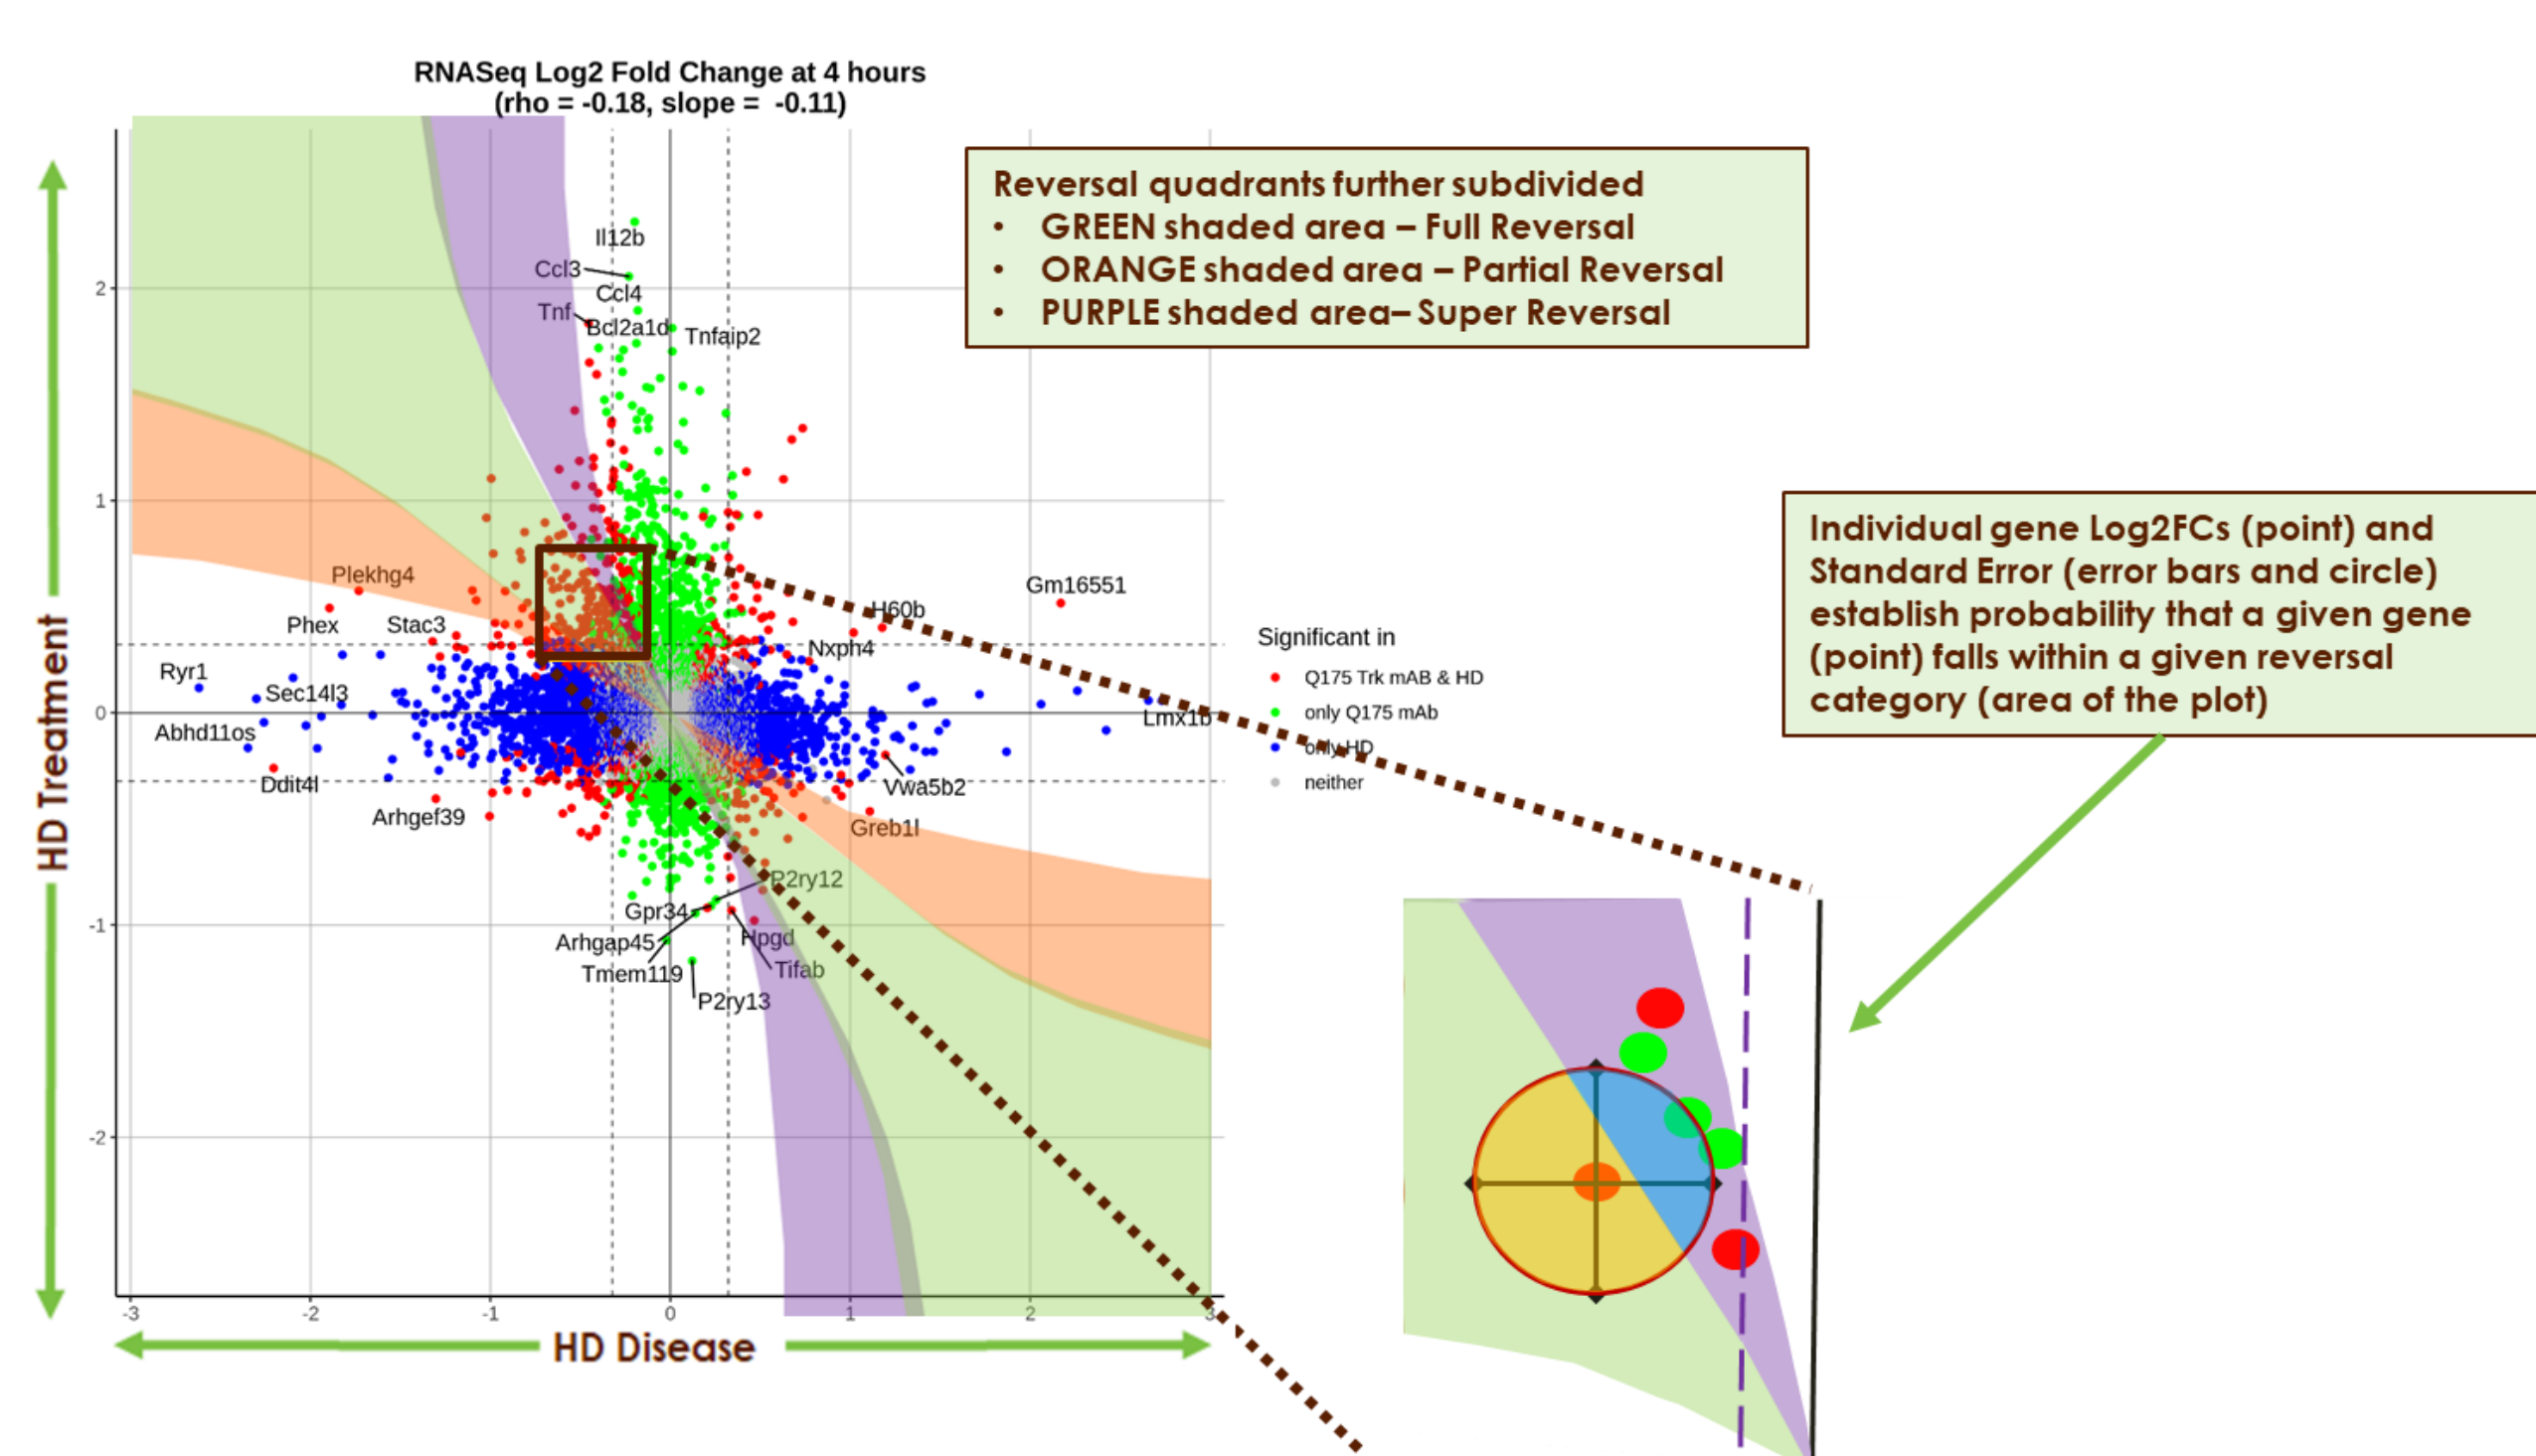 RNASeq Log2 Fold Change at 4 hours
(rho = -0.18, slope = -0.11)
Reversal quadrants further subdivided
• GREEN shaded area – Full Reversal
• ORANGE shaded area – Partial Reversal
• PURPLE shaded area– Super Reversal
Individual gene Log2FCs (point) and
Standard Error (error bars and circle)
establish probability that a given gene
(point) falls within a given reversal
category (area of the plot)
HD Treatment
2
1
0
-1
-2
Il12b
Ccl3
Ccl4
Tnf
Bcl2a1d
Tnfaip2
Plekhg4
Gm16551
H60b
Phex
Stac3
Nxph4
Ryr1
Sec14l3
Lmx1b
Abhd11os
Ddit4l
Vwa5b2
Arhgef39
Greb1l
P2ry12
Gpr34
Arhgap45
Hpgd
Tmem119
Tifab
P2ry13
Significant in
Q175 Trk mAB & HD
only Q175 mAb
only HD
neither
-3
-2
-1
0
1
2
3
HD Disease